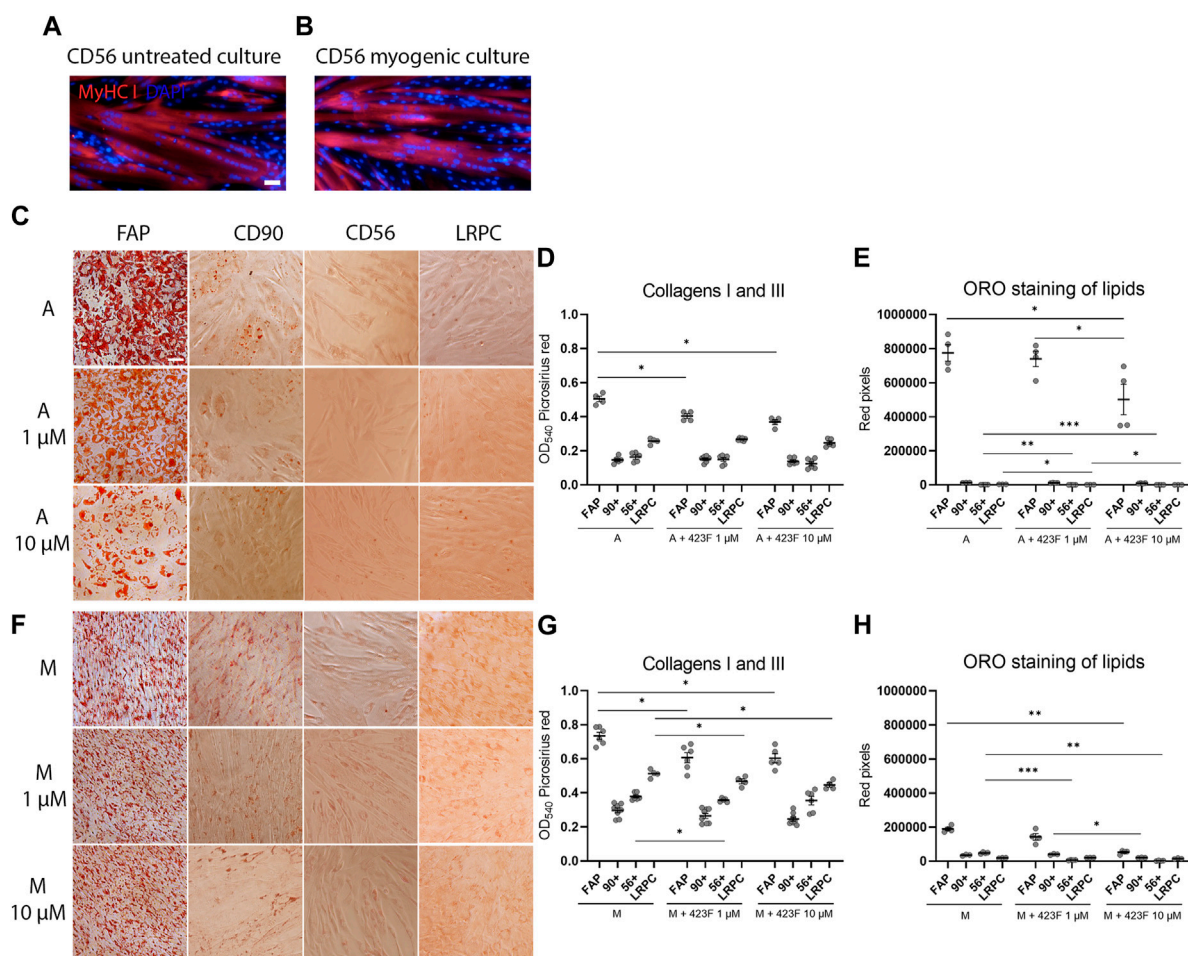 A
B
CD56 untreated culture
CD56 myogenic culture
MyHC I DAPI
C
FAP
CD90
CD56
LRPC
A
A
1 µM
A
10 µM
D
Collagens I and III
OD540 Picrosirius red
1.0
0.8
0.6
0.4
0.2
0.0
*
*
FAP
90+
56+
LRPC
FAP
90+
56+
LRPC
FAP
90+
56+
LRPC
A
A + 423F 1 µM
A + 423F 10 µM
E
ORO staining of lipids
Red pixels
1000000
800000
600000
400000
200000
0
*
*
***
**
*
*
FAP
90+
56+
LRPC
FAP
90+
56+
LRPC
FAP
90+
56+
LRPC
A
A + 423F 1 µM
A + 423F 10 µM
F
M
M
1 µM
M
10 µM
G
Collagens I and III
OD540 Picrosirius red
1.0
0.8
0.6
0.4
0.2
0.0
*
*
*
*
*
FAP
90+
56+
LRPC
FAP
90+
56+
LRPC
FAP
90+
56+
LRPC
M
M + 423F 1 µM
M + 423F 10 µM
H
ORO staining of lipids
Red pixels
1000000
800000
600000
400000
200000
0
**
**
***
*
FAP
90+
56+
LRPC
FAP
90+
56+
LRPC
FAP
90+
56+
LRPC
M
M + 423F 1 µM
M + 423F 10 µM